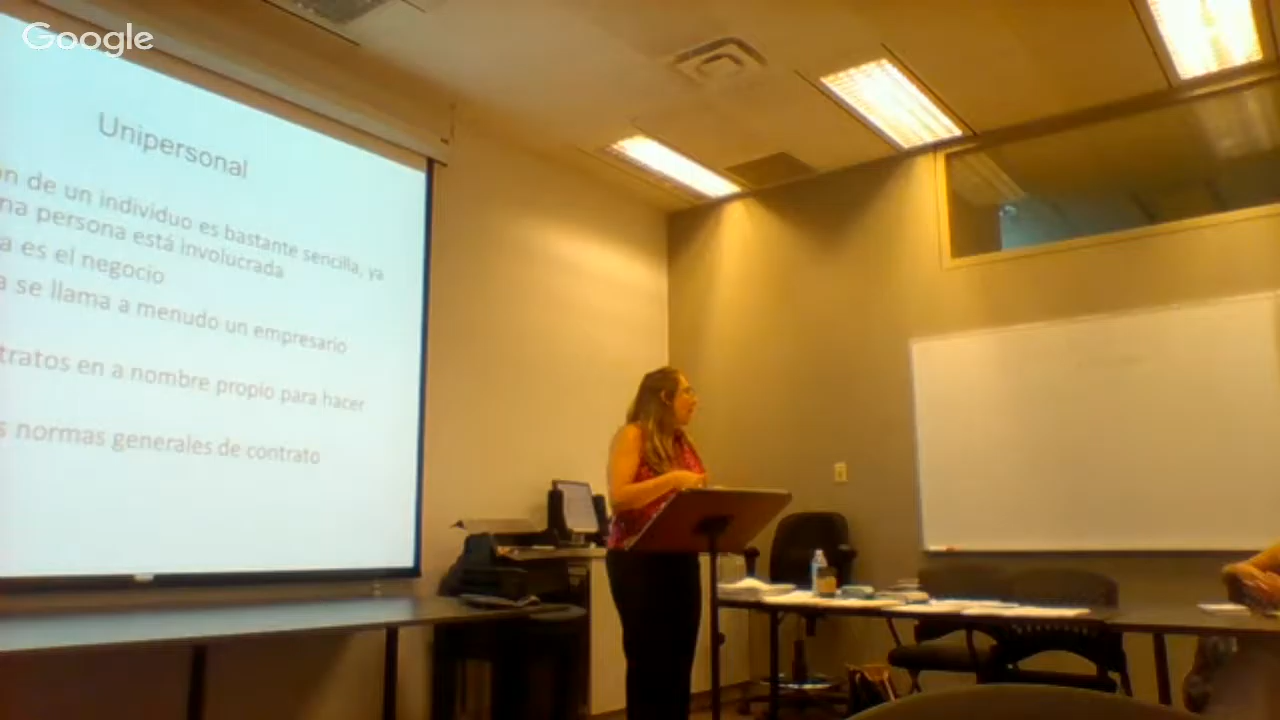 Google
Unipersonal
ón de un individuo es bastante sencilla, ya
na persona está involucrada
a es el negocio
a se llama a menudo un empresario
tratos en a nombre propio para hacer
s normas generales de contrato